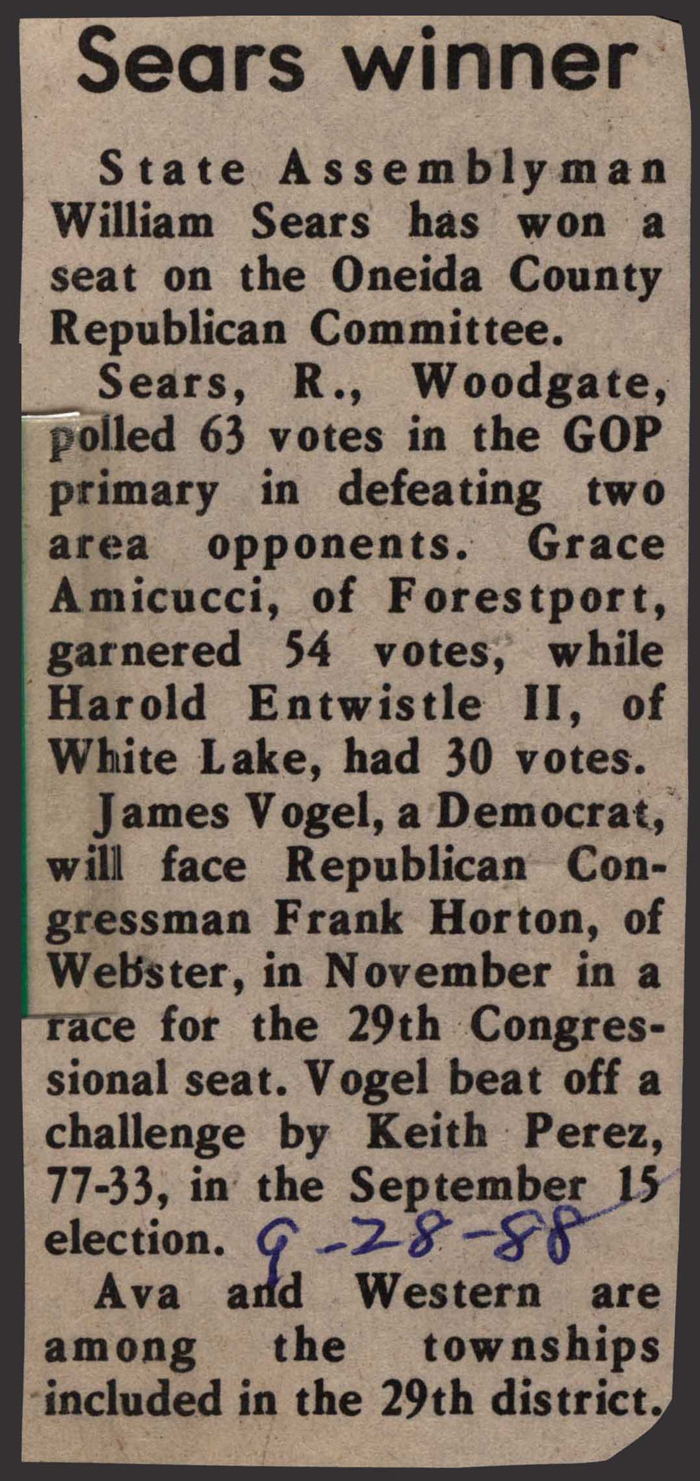 Sears winner
State Assemblyman
William Sears has won a
seat on the Oneida County
Republican Committee.
Sears, R., Woodgate,
polled 63 votes in the GOP
primary in defeating two
area opponents. Grace
Amicucci, of Forestport,
garnered 54 votes, while
Harold Entwistle II, of
White Lake, had 30 votes.
James Vogel, a Democrat,
will face Republican Con-
gressman Frank Horton, of
Webster, in November in a
race for the 29th Congres-
sional seat. Vogel beat off a
challenge by Keith Perez,
77-33, in the September 15
election. 9-28-88
Ava and Western are
among the townships
included in the 29th district.